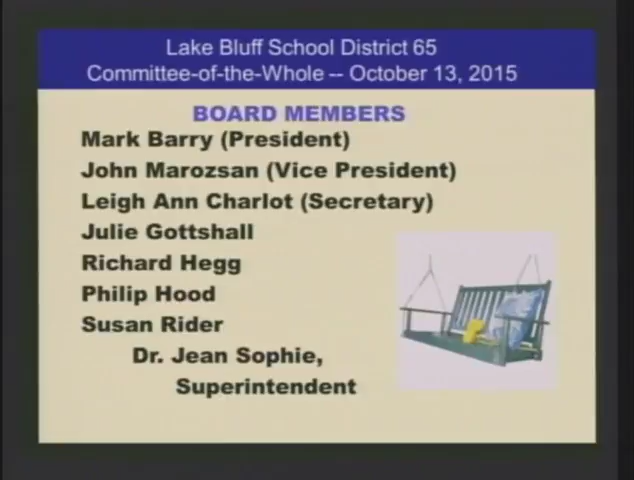 Lake Bluff School District 65
Committee-of-the-Whole -- October 13, 2015
BOARD MEMBERS
Mark Barry (President)
John Marozsan (Vice President)
Leigh Ann Charlot (Secretary)
Julie Gottshall
Richard Hegg
Philip Hood
Susan Rider
Dr. Jean Sophie,
Superintendent